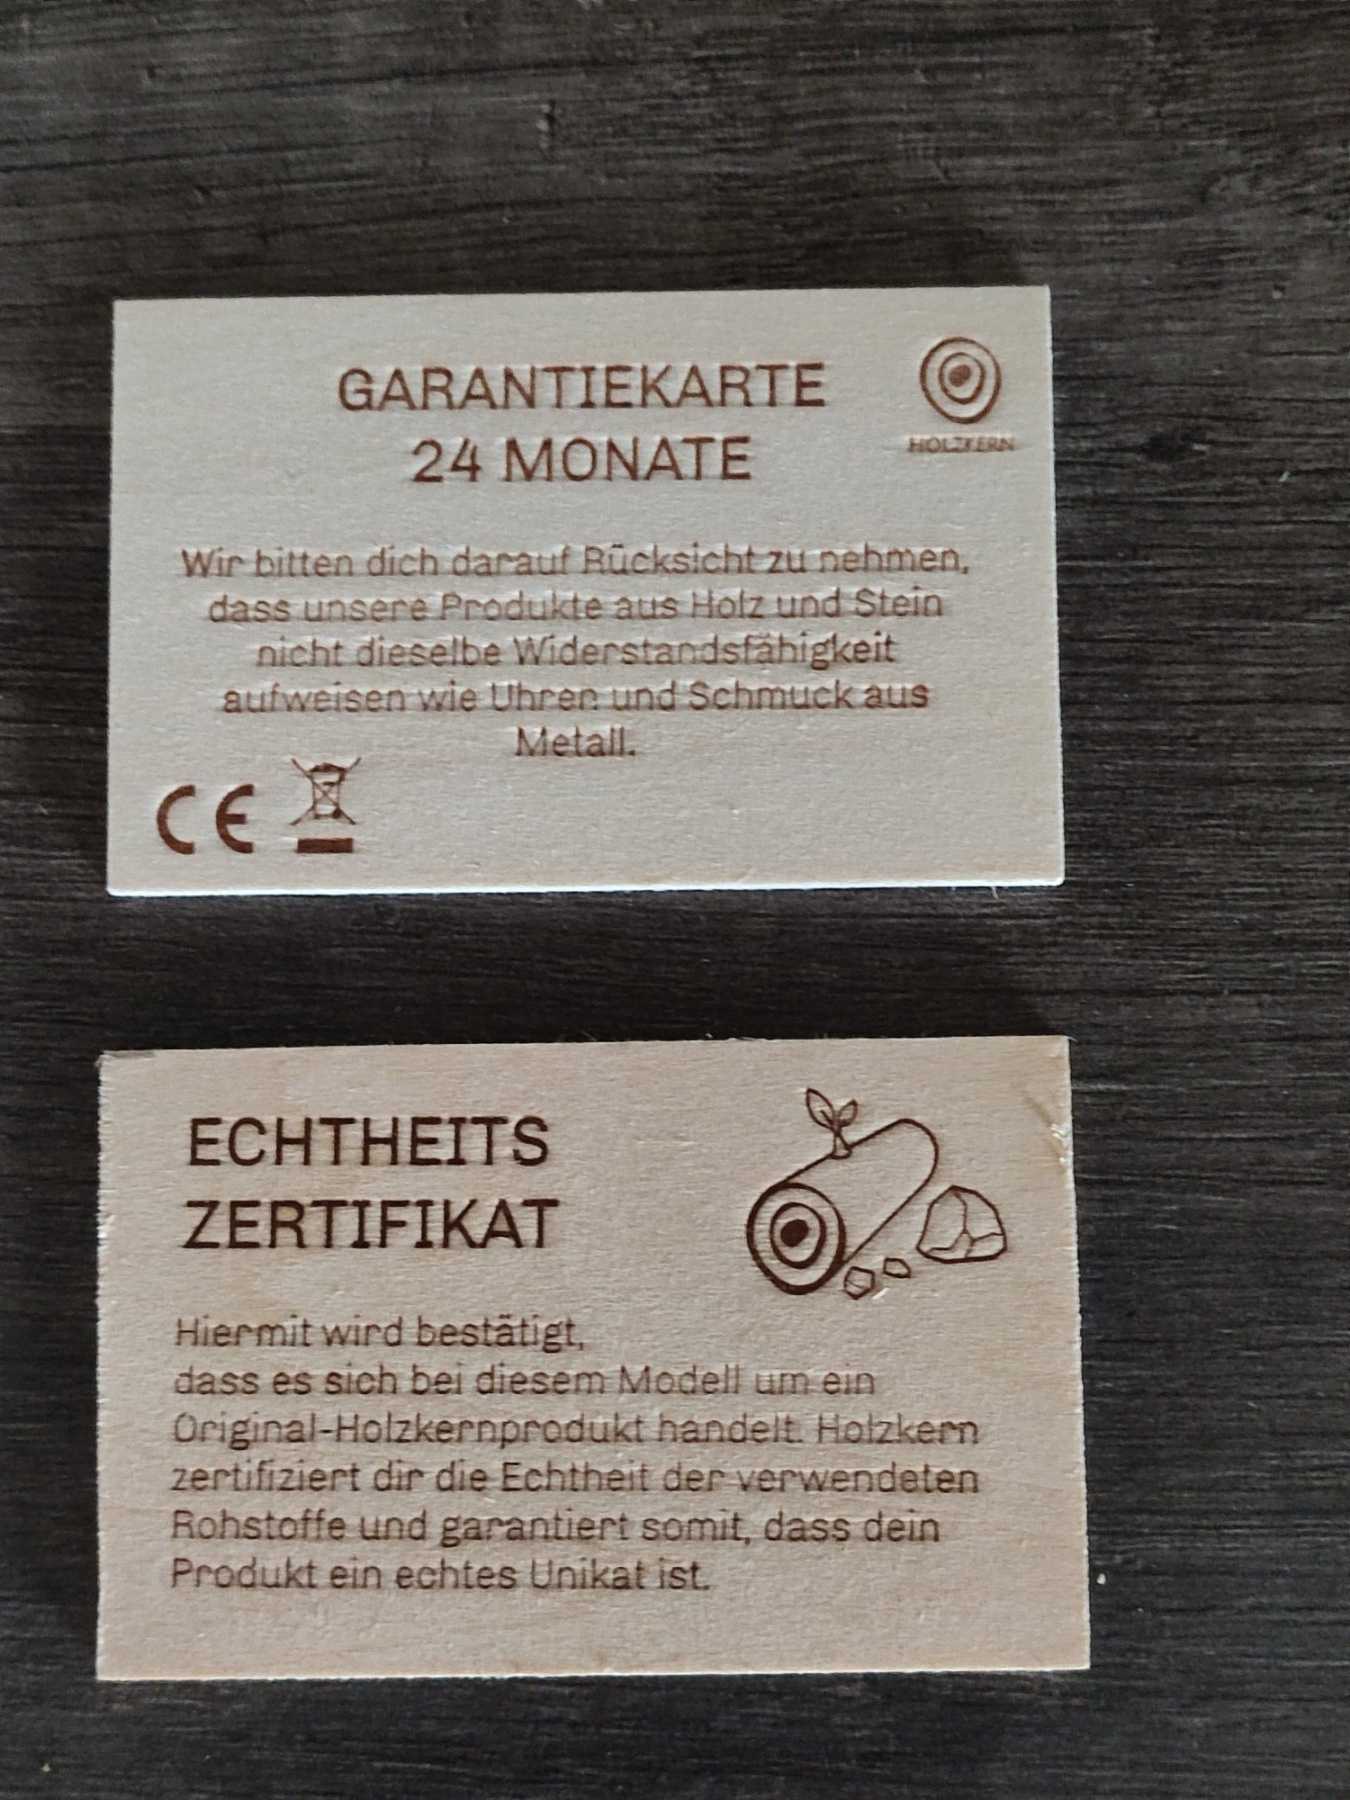 GARANTIEKARTE
24 MONATE
HOLZKERN
Wir bitten dich darauf Rücksicht zu nehmen,
dass unsere Produkte aus Holz und Stein
nicht dieselbe Widerstandsfähigkeit
aufweisen wie Uhren und Schmuck aus
Metall.
CE
ECHTHEITS
ZERTIFIKAT
Hiermit wird bestätigt,
dass es sich bei diesem Modell um ein
Original-Holzkernprodukt handelt. Holzkern
zertifiziert dir die Echtheit der verwendeten
Rohstoffe und garantiert somit, dass dein
Produkt ein echtes Unikat ist.